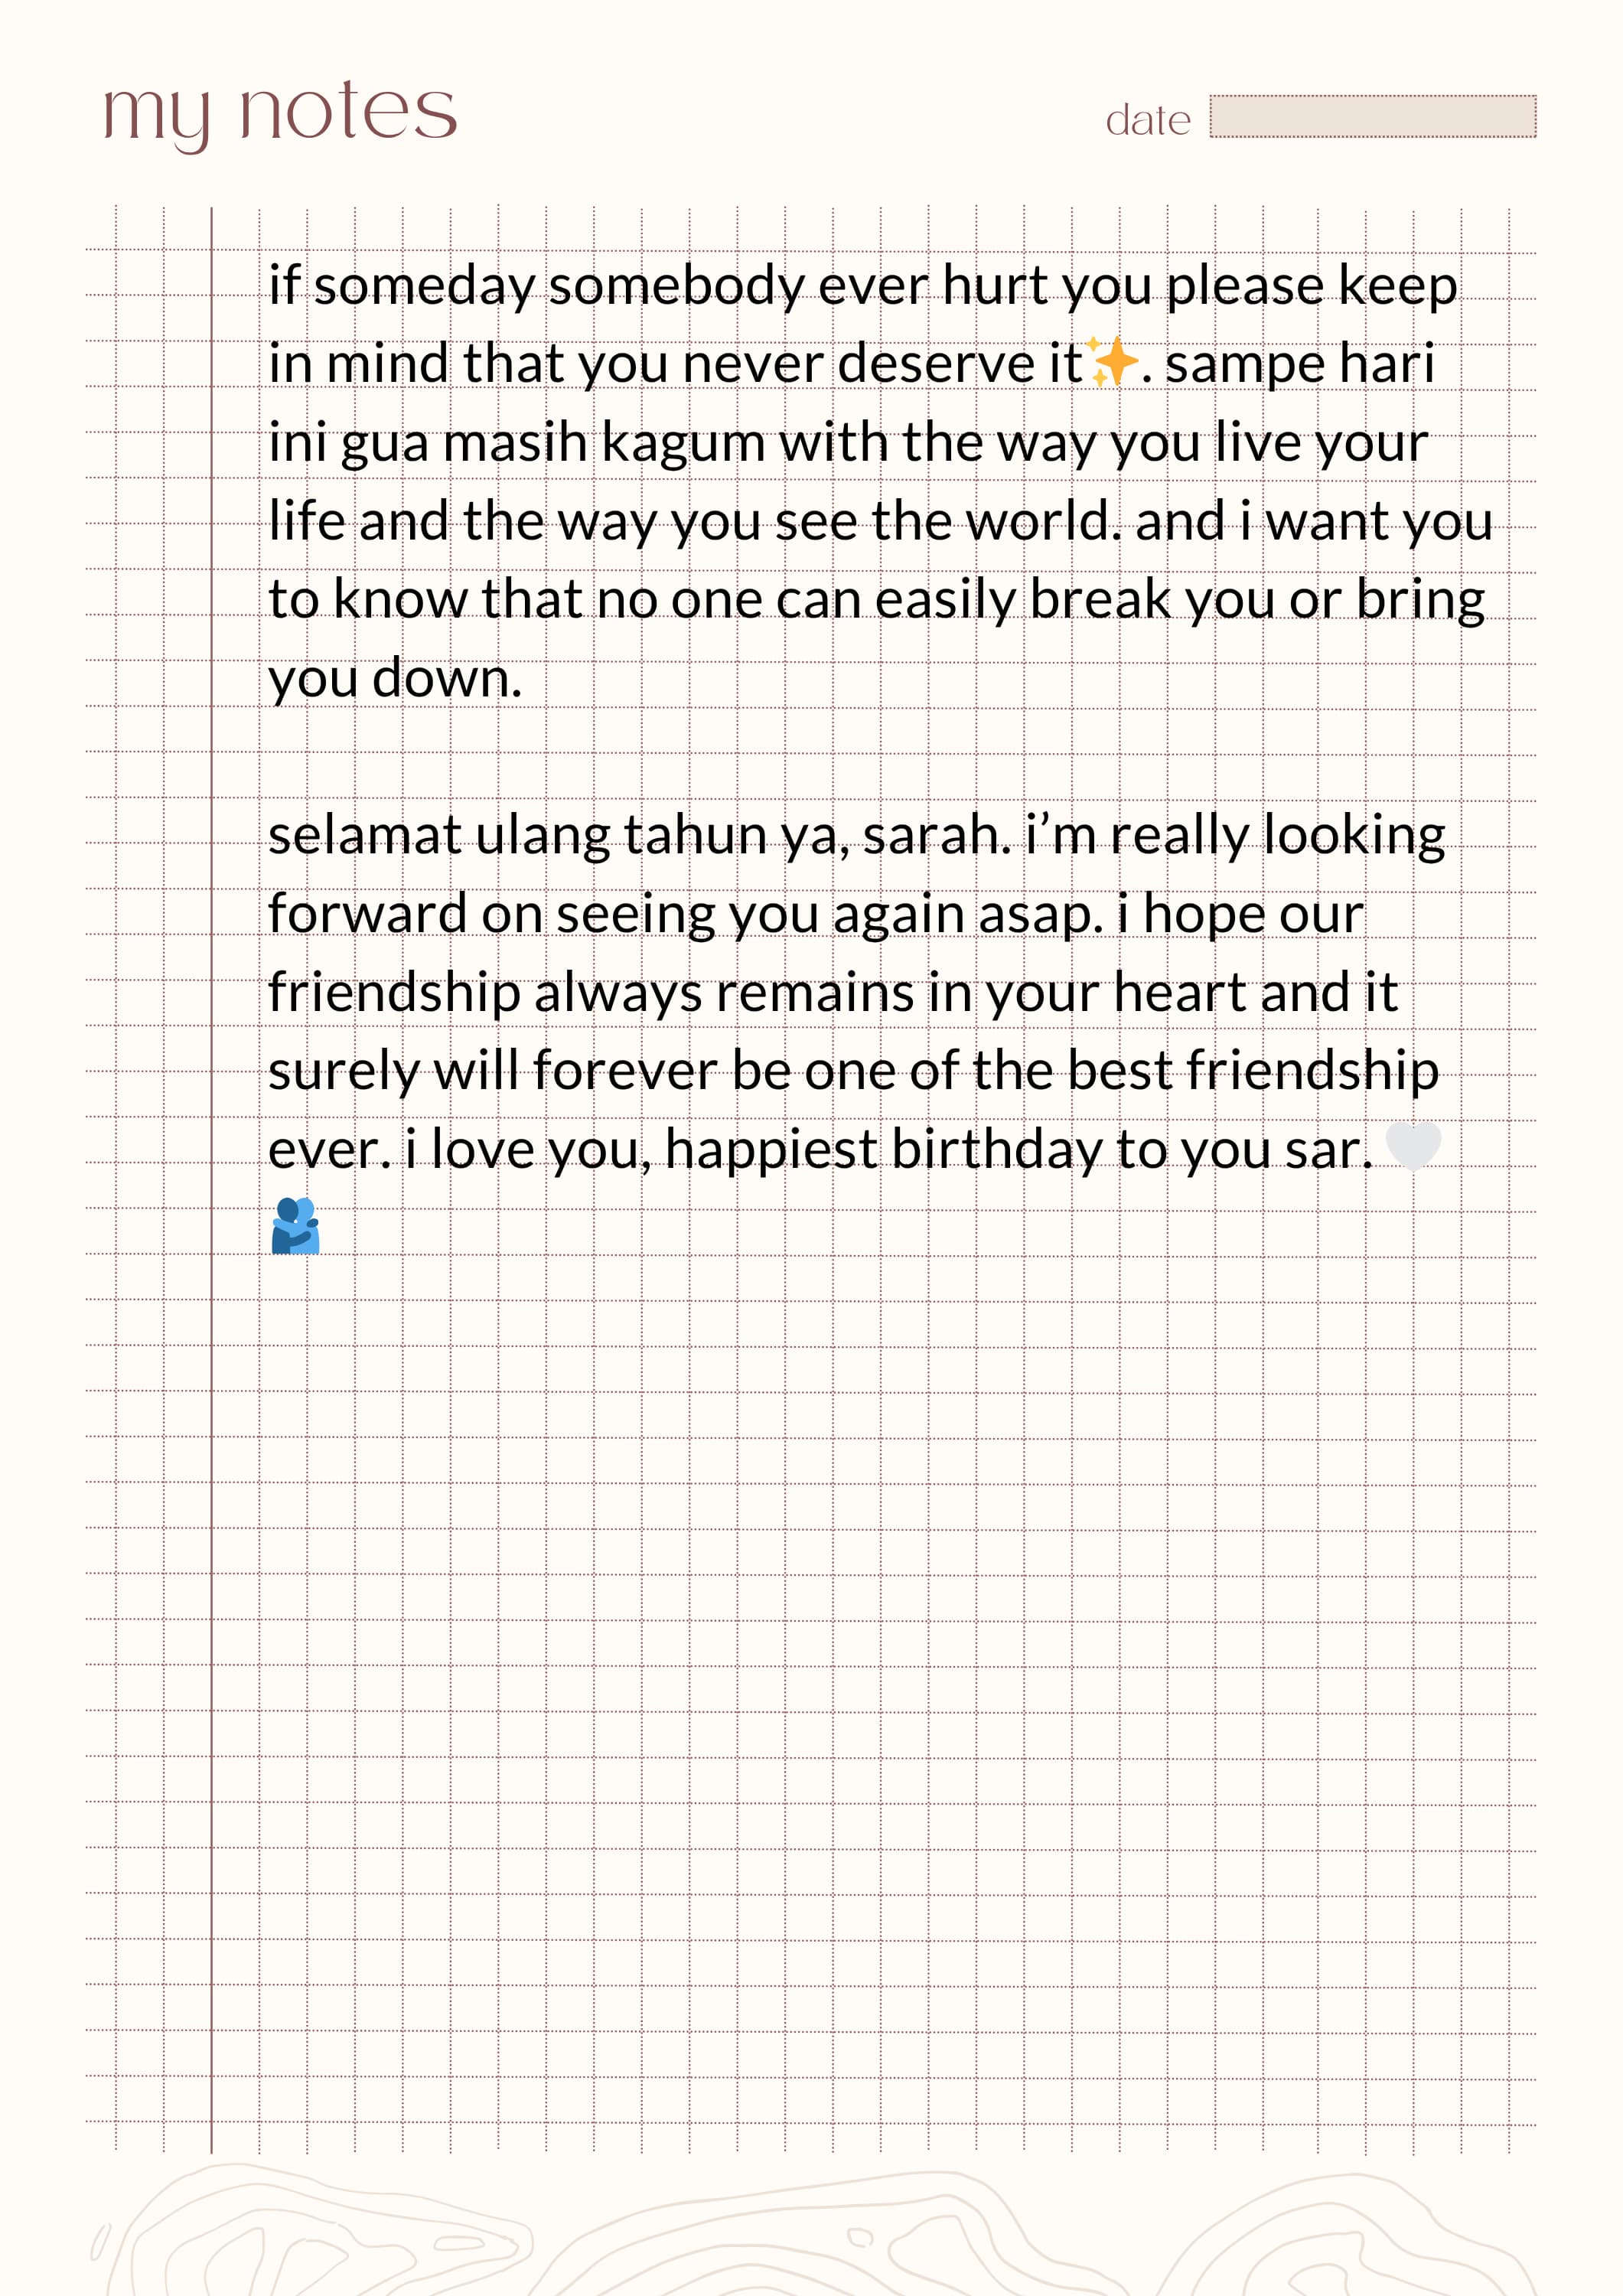 my notes
date
if someday somebody ever hurt you please keep
in mind that you never deserve it✨. sampe hari
ini gua masih kagum with the way you live your
life and the way you see the world. and i want you
to know that no one can easily break you or bring
you down.
selamat ulang tahun ya, sarah. i’m really looking
forward on seeing you again asap. i hope our
friendship always remains in your heart and it
surely will forever be one of the best friendship
ever. i love you, happiest birthday to you sar. 🤍
🫂